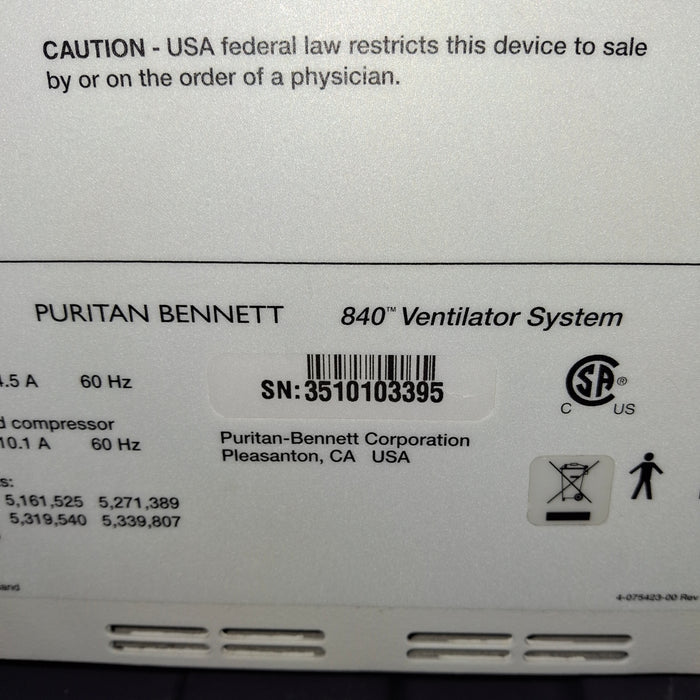 CAUTION - USA federal law restricts this device to sale
by or on the order of a physician.
PURITAN BENNETT 840™ Ventilator System
.5 A 60 Hz
SN:3510103395
SA ®
C US
compressor
10.1 A 60 Hz
Puritan-Bennett Corporation
Pleasanton, CA USA
s:
5,161,525 5,271,389
5,319,540 5,339,807
4-075423-00 Rev